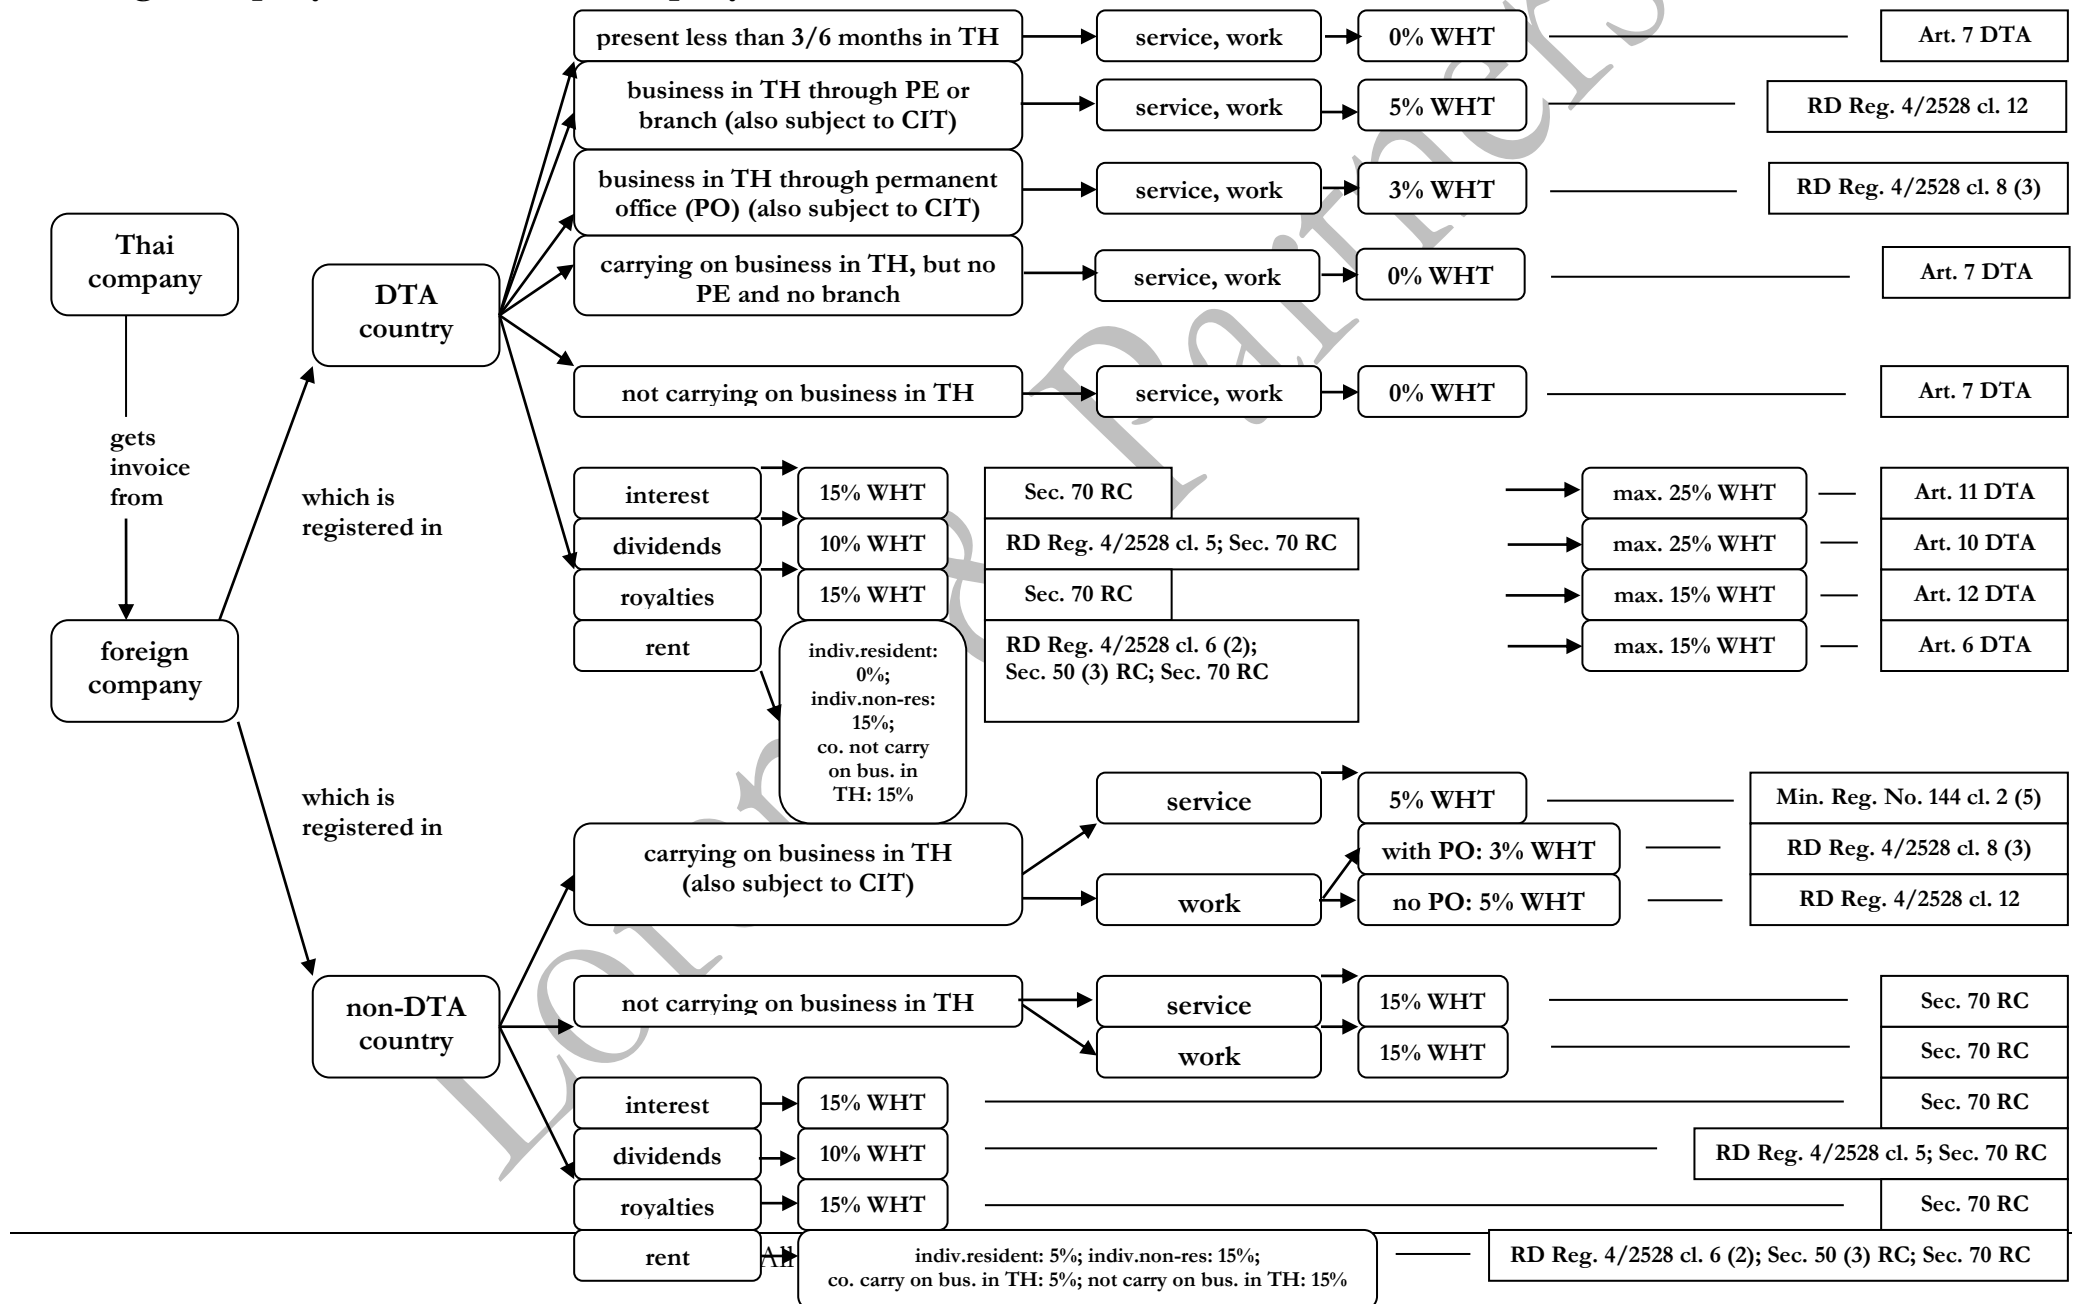 present less than 3/6 months in TH
service, work
0% WHT
Art. 7 DTA
business in TH through PE or
branch (also subject to CIT)
service, work
5% WHT
RD Reg. 4/2528 cl. 12
business in TH through permanent
office (PO) (also subject to CIT)
service, work
3% WHT
RD Reg. 4/2528 cl. 8 (3)
Thai
company
carrying on business in TH, but no
PE and no branch
service, work
0% WHT
Art. 7 DTA
DTA
country
not carrying on business in TH
service, work
0% WHT
Art. 7 DTA
gets
invoice
from
which is
registered in
interest
15% WHT
Sec. 70 RC
max. 25% WHT
Art. 11 DTA
dividends
10% WHT
RD Reg. 4/2528 cl. 5; Sec. 70 RC
max. 25% WHT
Art. 10 DTA
royalties
15% WHT
Sec. 70 RC
max. 15% WHT
Art. 12 DTA
foreign
company
rent
indiv.resident:
0%;
indiv.non-res:
15%;
co. not carry
on bus. in
TH: 15%
RD Reg. 4/2528 cl. 6 (2);
Sec. 50 (3) RC; Sec. 70 RC
max. 15% WHT
Art. 6 DTA
which is
registered in
carrying on business in TH
(also subject to CIT)
service
5% WHT
Min. Reg. No. 144 cl. 2 (5)
with PO: 3% WHT
RD Reg. 4/2528 cl. 8 (3)
work
no PO: 5% WHT
RD Reg. 4/2528 cl. 12
non-DTA
country
not carrying on business in TH
service
15% WHT
Sec. 70 RC
work
15% WHT
Sec. 70 RC
interest
15% WHT
Sec. 70 RC
dividends
10% WHT
RD Reg. 4/2528 cl. 5; Sec. 70 RC
royalties
15% WHT
Sec. 70 RC
rent
All
indiv.resident: 5%; indiv.non-res: 15%;
co. carry on bus. in TH: 5%; not carry on bus. in TH: 15%
RD Reg. 4/2528 cl. 6 (2); Sec. 50 (3) RC; Sec. 70 RC
& Partners